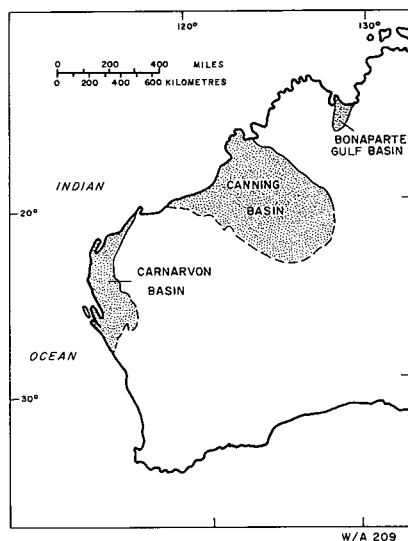 120°
130°
0 200 400 MILES
0 200 400 600 KILOMETRES
BONAPARTE
GULF BASIN
INDIAN
CANNING
BASIN
20°
CARNARVON
BASIN
OCEAN
30°
W/A 209